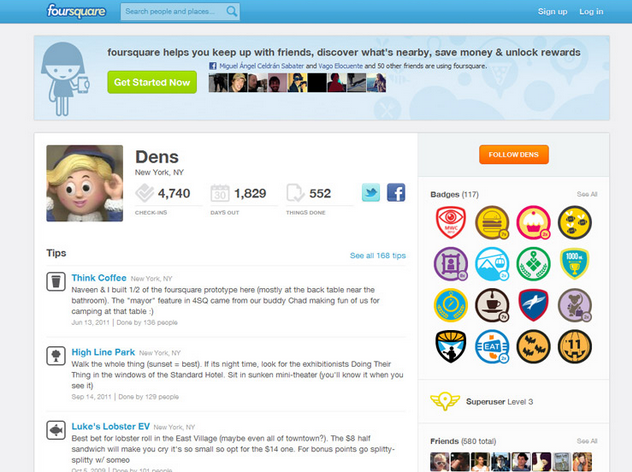 foursquare
Search people and places...
Sign up
Log in
foursquare helps you keep up with friends, discover what's nearby, save money & unlock rewards
Get Started Now
Miguel Ángel Celdrán Sabater and Vago Elocuente and 50 other friends are using foursquare.
Dens
New York, NY
4,740
30
1,829
552
CHECK-INS
DAYS OUT
THINGS DONE
FOLLOW DENS
Badges (117)
See All
MWC
1000
EAT
11
Tips
See all 168 tips
Think Coffee New York, NY
Naveen & I built 1/2 of the foursquare prototype here (mostly at the back table near the
bathroom). The "mayor" feature in 4SQ came from our buddy Chad making fun of us for
camping at that table :)
Jun 13, 2011 | Done by 136 people
High Line Park New York, NY
Walk the whole thing (sunset = best). If its night time, look for the exhibitionists Doing Their
Thing in the windows of the Standard Hotel. Sit in sunken mini-theater (you'll know it when you
see it)
Sep 14, 2011 | Done by 129 people
Luke's Lobster EV New York, NY
Best bet for lobster roll in the East Village (maybe even all of towntown?). The $8 half
sandwich will make you cry it's so small so opt for the $14 one. For bonus points go splitty-
splitty w/ someo
Oct 5, 2009 | Done by 101 people
Superuser Level 3
Friends (580 total)
See All